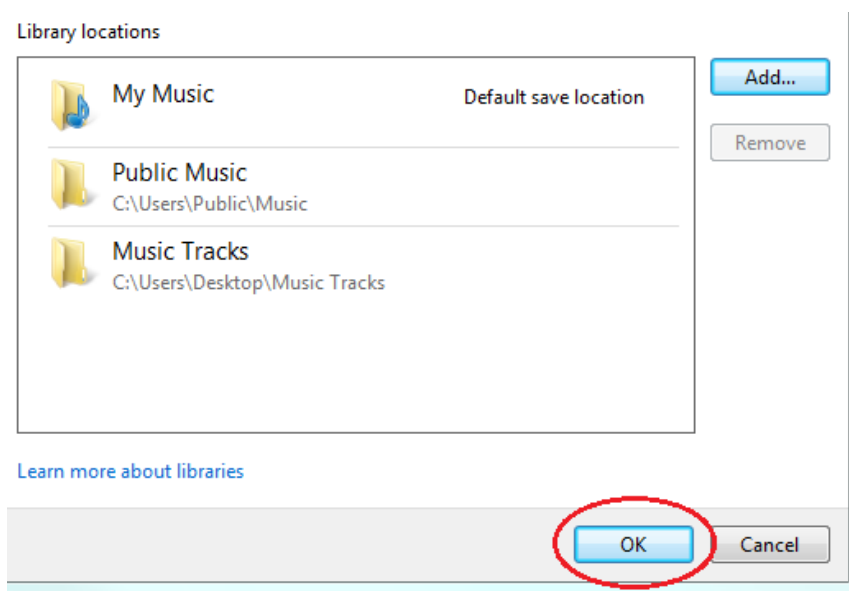 Library locations
My Music
Default save location
Add...
Remove
Public Music
C:\Users\Public\Music
Music Tracks
C:\Users\Desktop\Music Tracks
Learn more about libraries
OK
Cancel